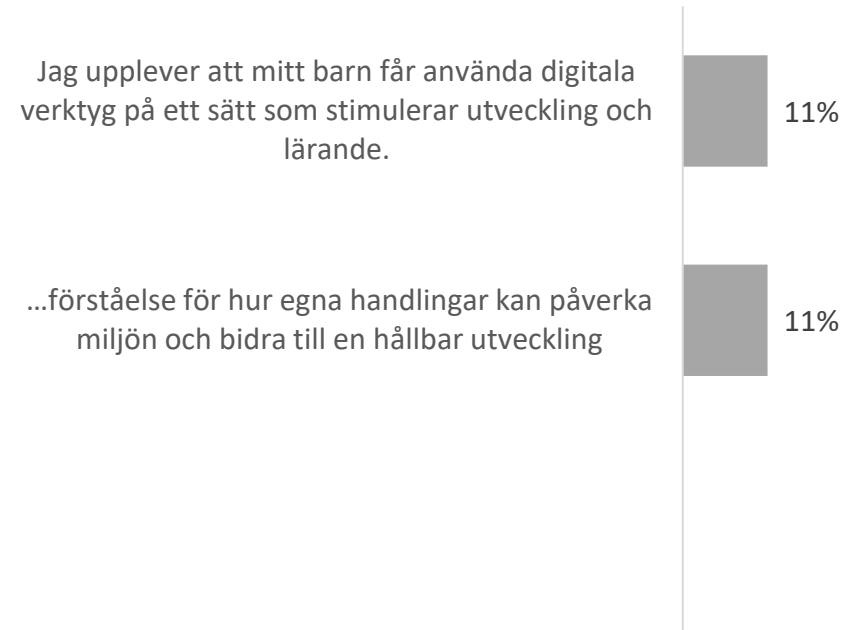 Jag upplever att mitt barn får använda digitala
verktyg på ett sätt som stimulerar utveckling och
lärande.
11%
…förståelse för hur egna handlingar kan påverka
miljön och bidra till en hållbar utveckling
11%